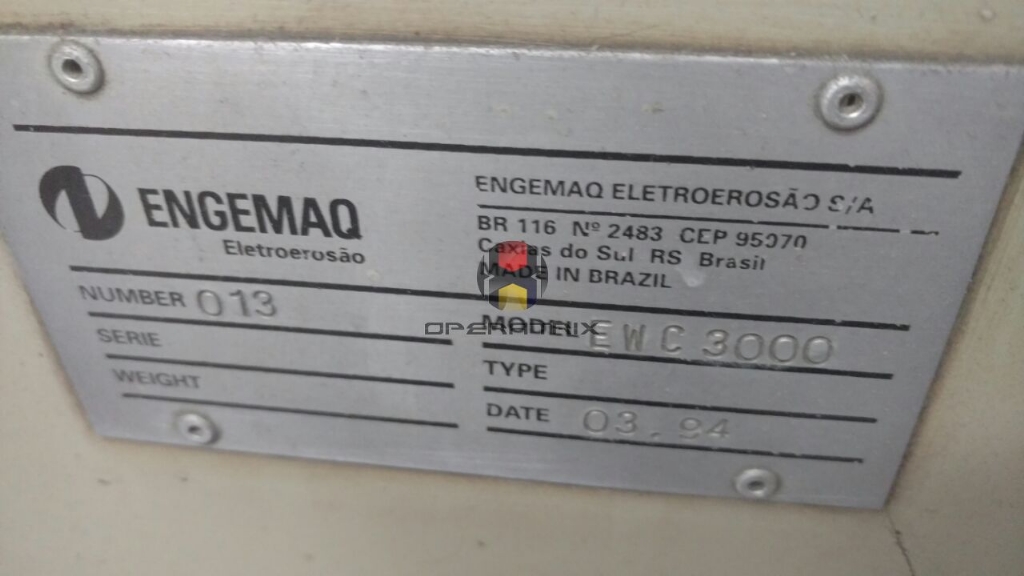 ENGEMAQ
Eletroerosão
ENGEMAQ ELETROEROSÃO S/A
BR 116 Nº 2483 CEP 95070
Caxias do Sul RS Brasil
MADE IN BRAZIL
NUMBER 013
SERIE
WEIGHT
MODEL EWC 3000
TYPE
DATE 03.94
OPERATRIX